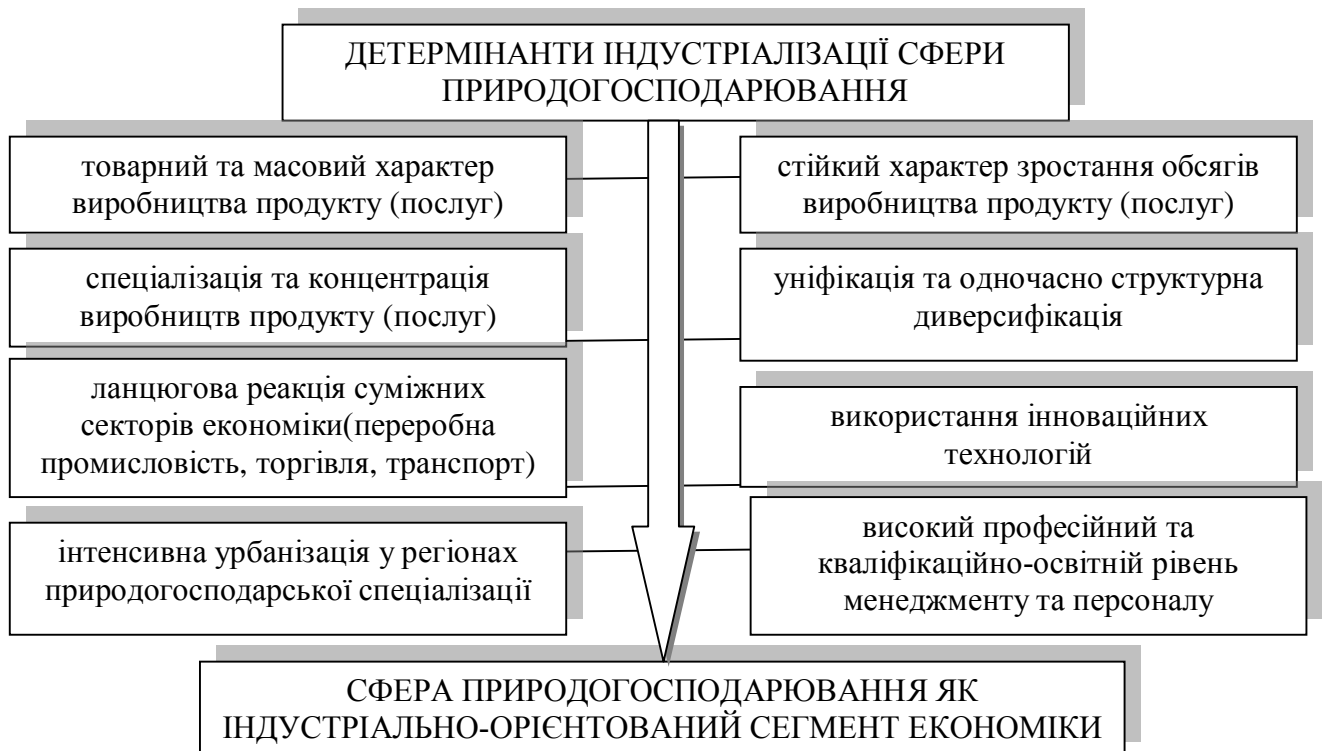 ДЕТЕРМІНАНТИ ІНДУСТРІАЛІЗАЦІЇ СФЕРИ
ПРИРОДОГОСПОДАРЮВАННЯ
товарний та масовий характер
виробництва продукту (послуг)
стійкий характер зростання обсягів
виробництва продукту (послуг)
спеціалізація та концентрація
виробництв продукту (послуг)
уніфікація та одночасно структурна
диверсифікація
ланцюгова реакція суміжних
секторів економіки(переробна
промисловість, торгівля, транспорт)
використання інноваційних
технологій
інтенсивна урбанізація у регіонах
природогосподарської спеціалізації
високий професійний та
кваліфікаційно-освітній рівень
менеджменту та персоналу
СФЕРА ПРИРОДОГОСПОДАРЮВАННЯ ЯК
ІНДУСТРІАЛЬНО-ОРІЄНТОВАНИЙ СЕГМЕНТ ЕКОНОМІКИ